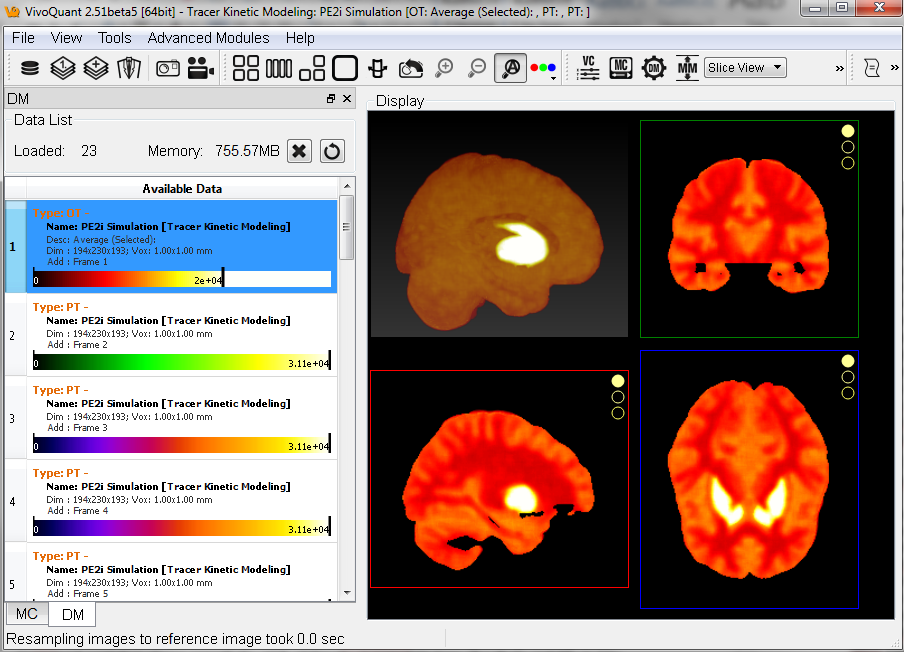 VivoQuant 2.51beta5 [64bit] - Tracer Kinetic Modeling: PE2i Simulation [OT: Average (Selected): , PT: , PT: ]
File View Tools Advanced Modules Help
VC MC DM MM Slice View » »
DM
Display
Data List
Loaded: 23 Memory: 755.57MB
Available Data
1
Type: OT
Name: PE2i Simulation [Tracer Kinetic Modeling]
Desc: Average (Selected):
Dim : 194x230x193; Vox: 1.00x1.00 mm
Add : Frame 1
0 2e+04
2
Type: PT -
Name: PE2i Simulation [Tracer Kinetic Modeling]
Dim : 194x230x193; Vox: 1.00x1.00 mm
Add : Frame 2
0 3.11e+04
3
Type: PT -
Name: PE2i Simulation [Tracer Kinetic Modeling]
Dim : 194x230x193; Vox: 1.00x1.00 mm
Add : Frame 3
0 3.11e+04
4
Type: PT -
Name: PE2i Simulation [Tracer Kinetic Modeling]
Dim : 194x230x193; Vox: 1.00x1.00 mm
Add : Frame 4
0 3.11e+04
5
Type: PT -
Name: PE2i Simulation [Tracer Kinetic Modeling]
Dim : 194x230x193; Vox: 1.00x1.00 mm
Add : Frame 5
MC DM
Resampling images to reference image took 0.0 sec